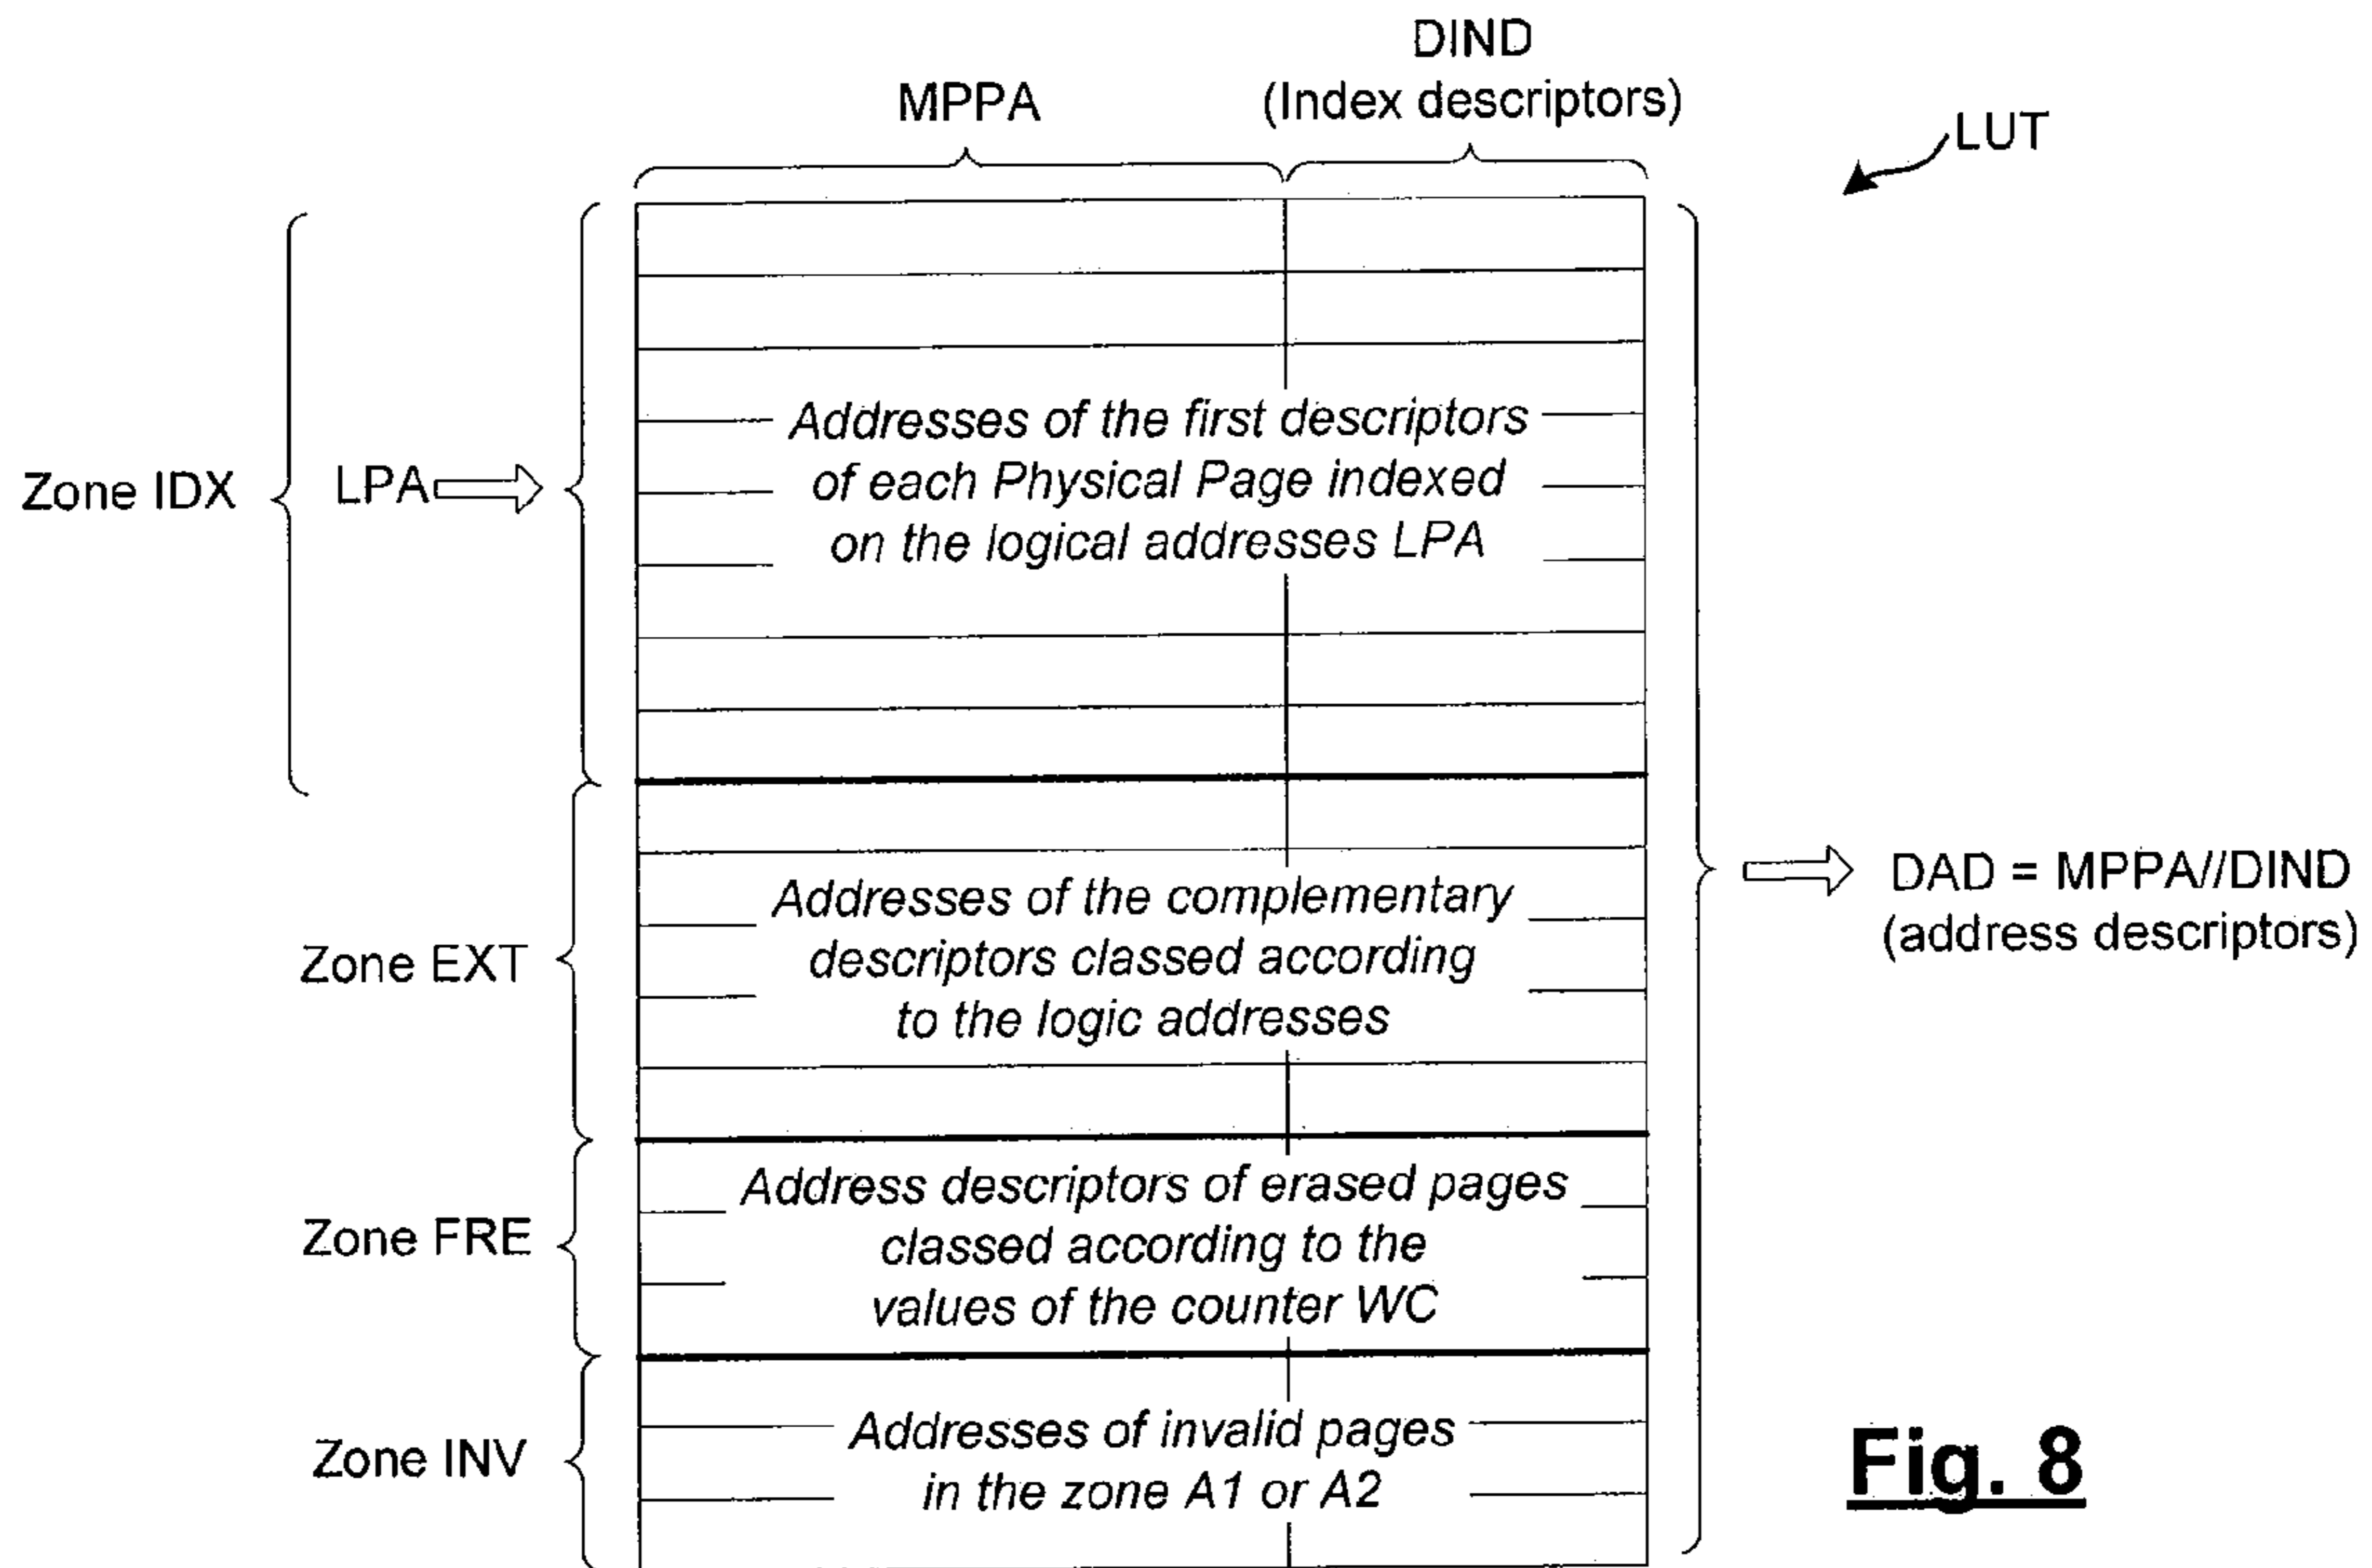 DIND
MPPA
(Index descriptors)
LUT
Addresses of the first descriptors
of each Physical Page indexed
on the logical addresses LPA
Zone IDX
LPA
DAD = MPPA//DIND
(address descriptors)
Addresses of the complementary
descriptors classed according
to the logic addresses
Zone EXT
Address descriptors of erased pages
classed according to the
values of the counter WC
Zone FRE
Addresses of invalid pages
in the zone A1 or A2
Zone INV
Fig. 8